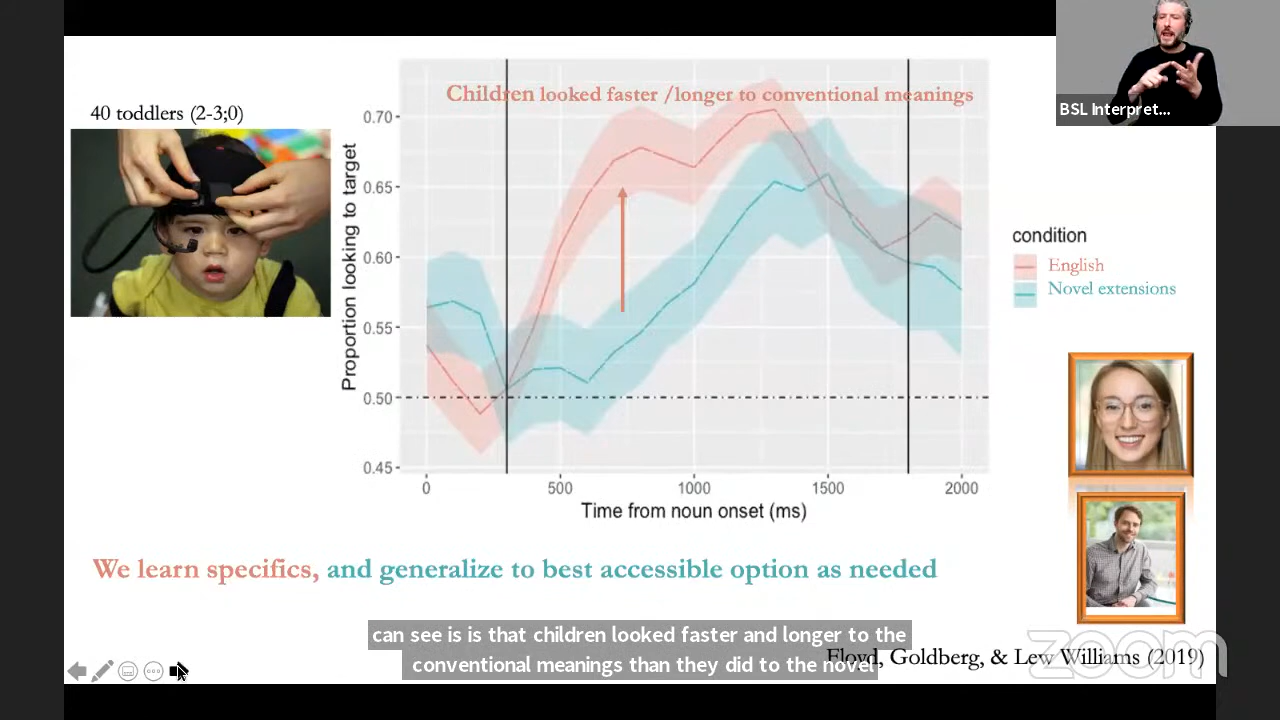 BSL Interpret...
40 toddlers (2-3;0)
Children looked faster /longer to conventional meanings
Proportion looking to target
0.70
0.65
0.60
0.55
0.50
0.45
0
500
1000
1500
2000
Time from noun onset (ms)
condition
English
Novel extensions
We learn specifics, and generalize to best accessible option as needed
can see is is that children looked faster and longer to the
conventional meanings than they did to the novel
Floyd, Goldberg, & Lew Williams (2019)
zoom